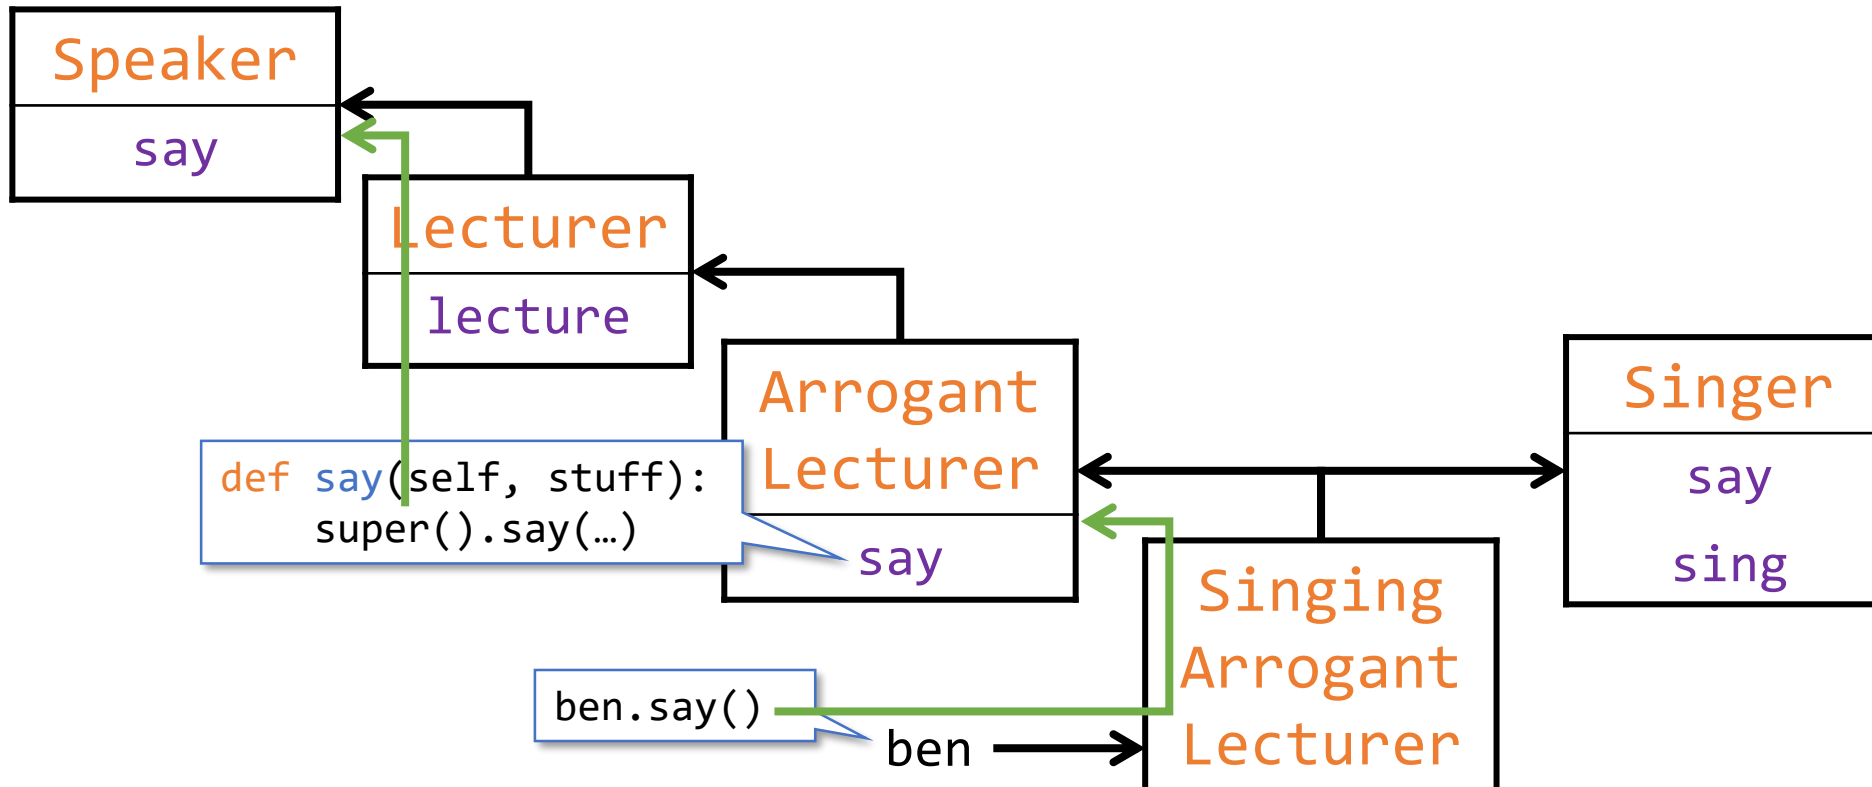 Speaker
say
Lecturer
lecture
Arrogant
Lecturer
say
def say(self, stuff):
super().say(…)
Singer
say
sing
Singing
Arrogant
Lecturer
ben.say()
ben